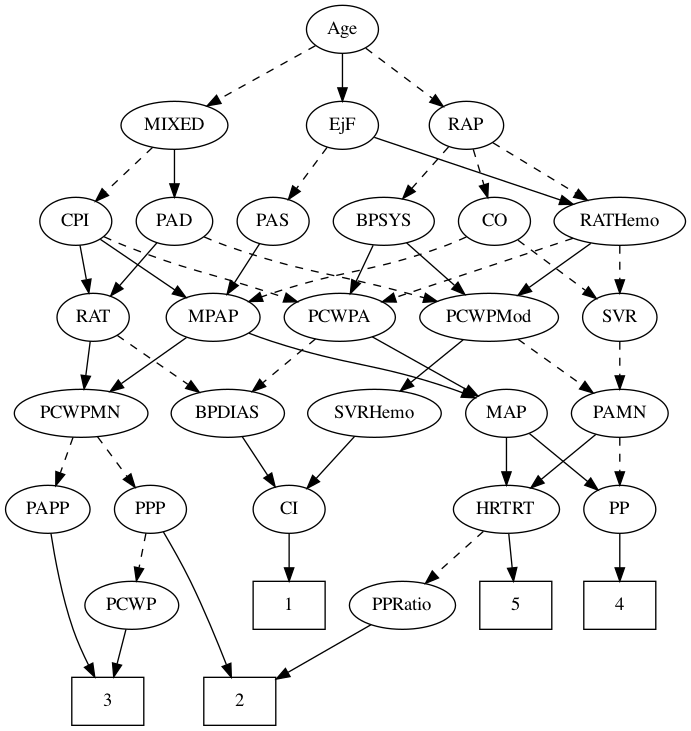 Age
MIXED
EjF
RAP
CPI
PAD
PAS
BPSYS
CO
RATHemo
RAT
MPAP
PCWPA
PCWPMod
SVR
PCWPMN
BPDIAS
SVRHemo
MAP
PAMN
PAPP
PPP
CI
HRTRT
PP
PCWP
1
PPRatio
5
4
3
2